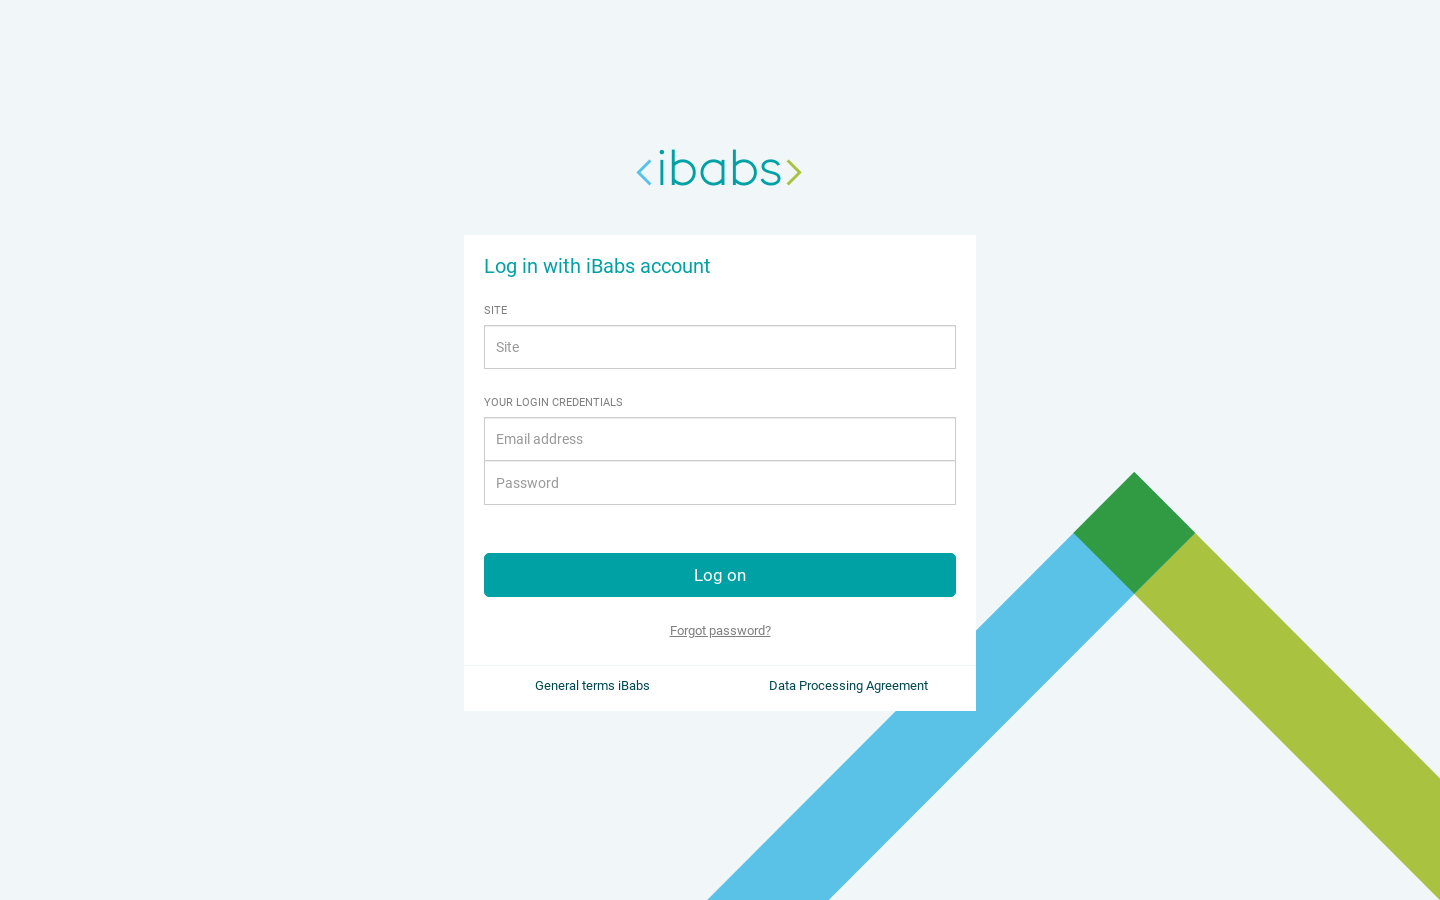 <ibabs>
Log in with iBabs account
SITE
Site
YOUR LOGIN CREDENTIALS
Email address
Password
Log on
Forgot password?
General terms iBabs
Data Processing Agreement